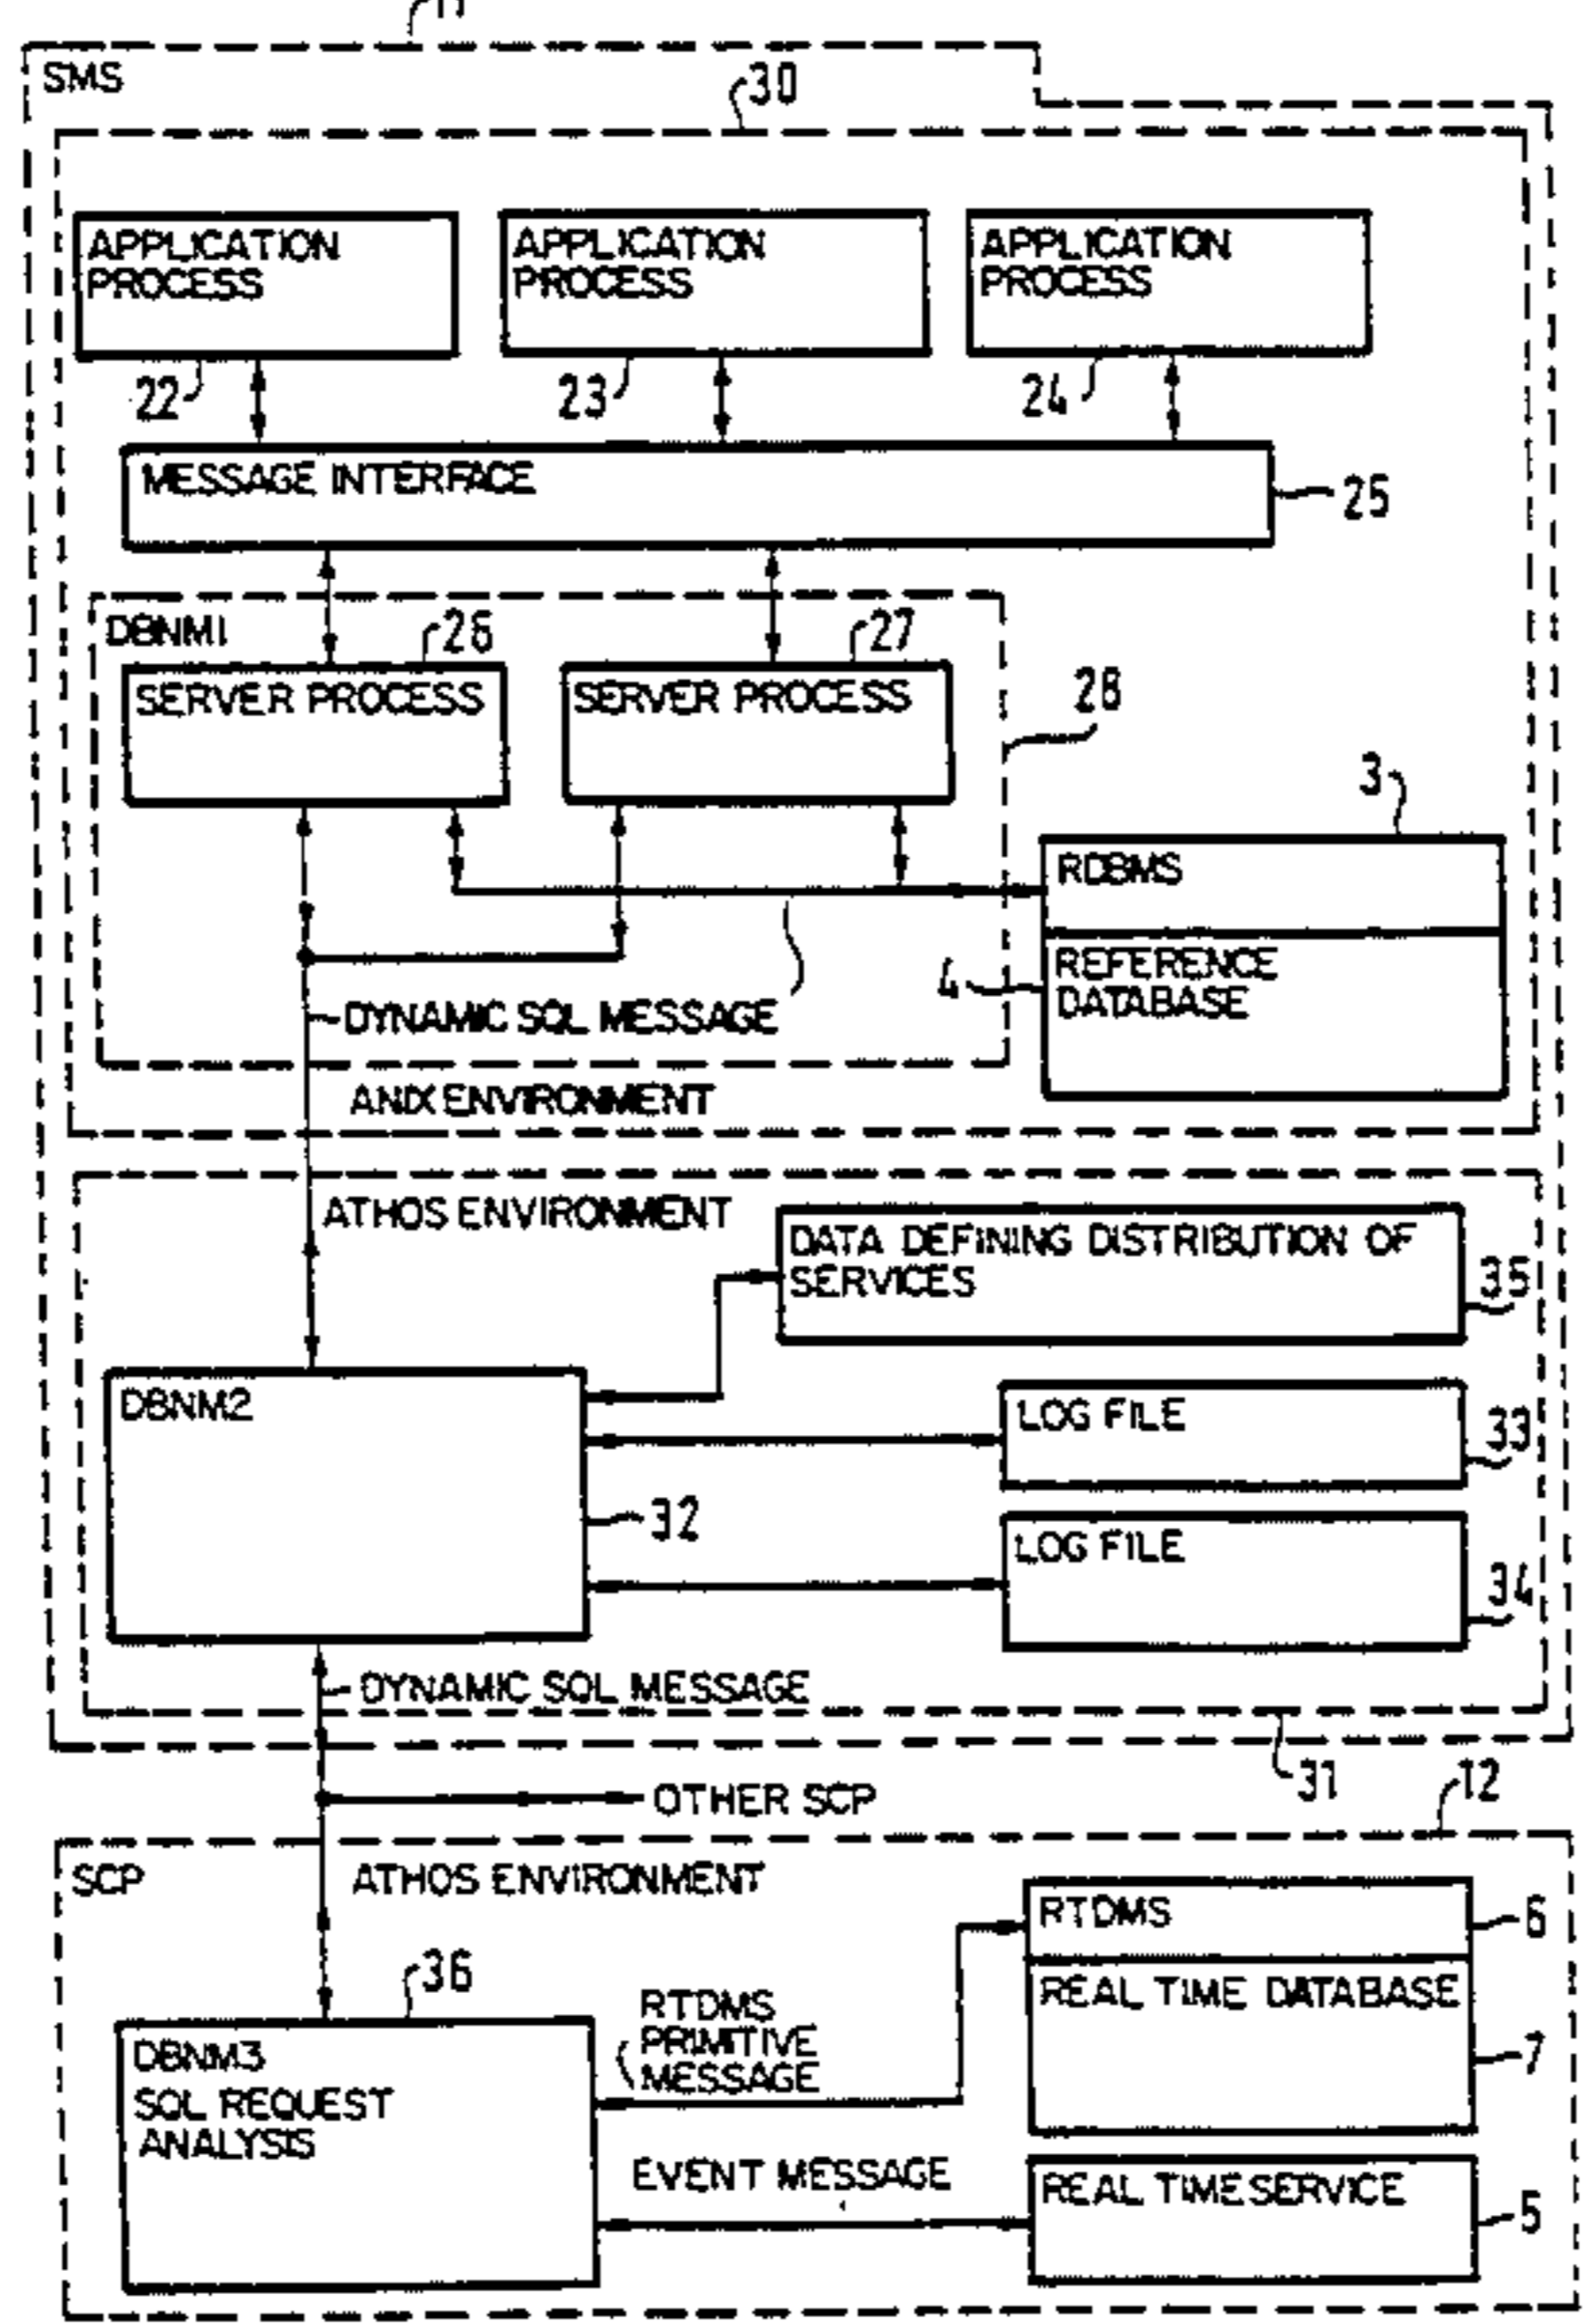 11
SMS
30
APPLICATION
PROCESS
APPLICATION
PROCESS
APPLICATION
PROCESS
22
23
24
MESSAGE INTERFACE
25
DBNM1
26
27
SERVER PROCESS
SERVER PROCESS
28
3
RDBMS
REFERENCE
DATABASE
4
DYNAMIC SQL MESSAGE
ANIX ENVIRONMENT
ATHOS ENVIRONMENT
DATA DEFINING DISTRIBUTION OF
SERVICES
35
DBNM2
LOG FILE
33
32
LOG FILE
34
DYNAMIC SQL MESSAGE
31
OTHER SCP
12
SCP
ATHOS ENVIRONMENT
RTDMS
6
36
REAL TIME DATABASE
7
RTDMS
PRIMITIVE
MESSAGE
DBNM3
SQL REQUEST
ANALYSIS
EVENT MESSAGE
REAL TIME SERVICE
5